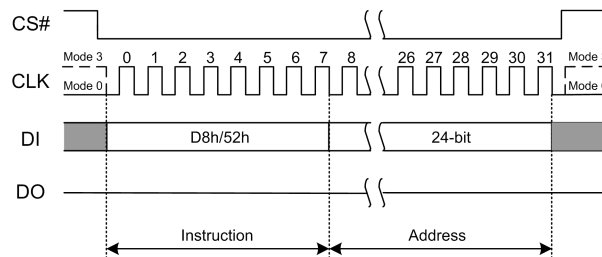 CS#
Mode 3 0 1 2 3 4 5 6 7 8 26 27 28 29 30 31 Mode
CLK
Mode 0 Mode
DI D8h/52h 24-bit
DO
Instruction Address